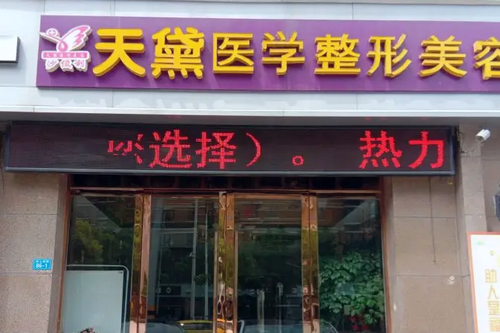 天黛医学整形美容
选择）。 热力